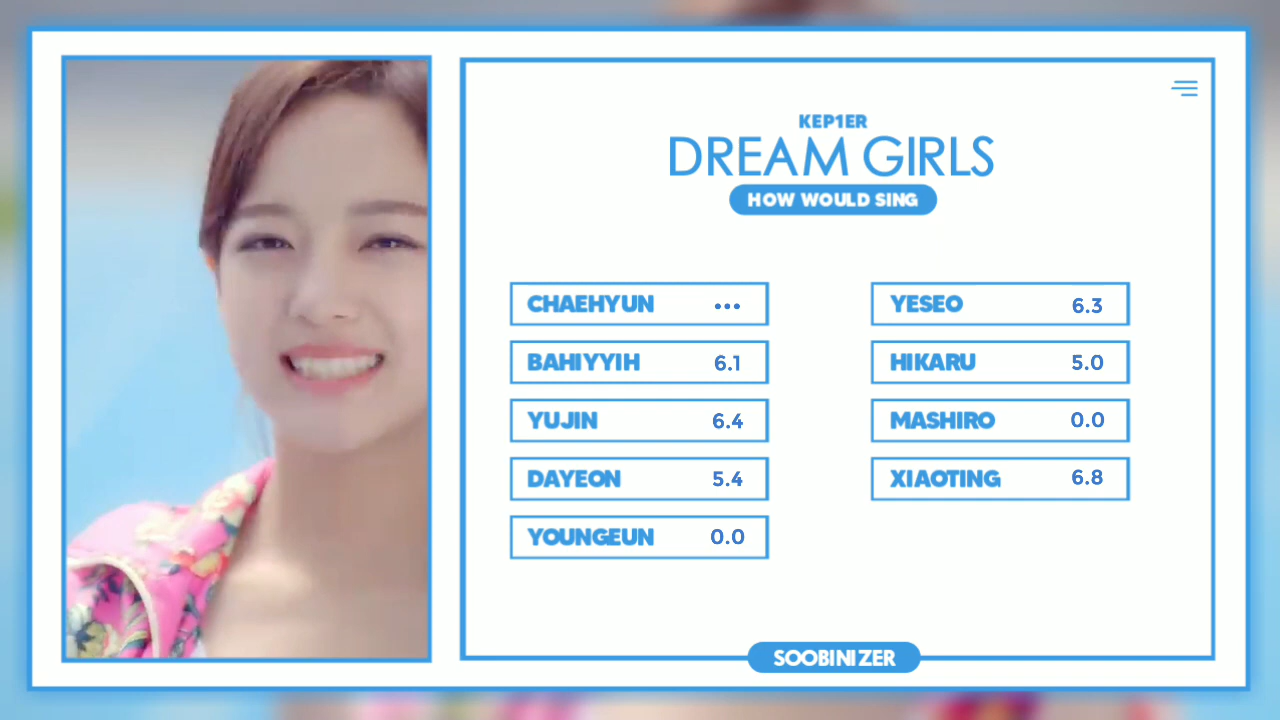 KEP1ER
DREAM GIRLS
HOW WOULD SING
CHAEHYUN ...
BAHIYYIH 6.1
YUJIN 6.4
DAYEON 5.4
YOUNGEUN 0.0
YESEO 6.3
HIKARU 5.0
MASHIRO 0.0
XIAOTING 6.8
SOOBINIZER